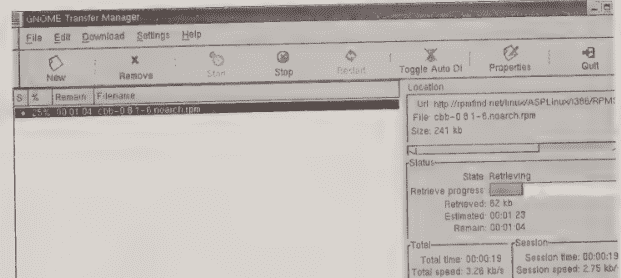 GNOME Transfer Manager
File Edit Download Settings Help
New Remove Start Stop Restart Toggle Auto Dl Properties Quit
S % Remain Filename
25% 00:01:04 cbb-0.8.1-6.noarch.rpm
Location
Url: http://rpmfind.net/linux/ASPLinux/i386/RPMS
File: cbb-0.8.1-6.noarch.rpm
Size: 241 kb
Status
State: Retrieving
Retrieve progress:
Retrieved: 62 kb
Estimated: 00:01:23
Remain: 00:01:04
Total
Total time: 00:00:19
Total speed: 3.26 kb/s
Session
Session time: 00:00:19
Session speed: 2.75 kb/